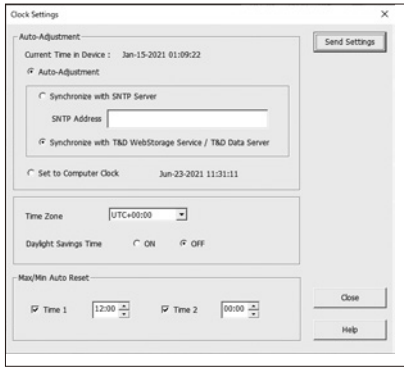 Clock Settings
Auto-Adjustment
Send Settings
Current Time in Device : Jan-15-2021 01:09:22
Auto-Adjustment
Synchronize with SNTP Server
SNTP Address
Synchronize with T&D WebStorage Service / T&D Data Server
Set to Computer Clock Jun-23-2021 11:31:11
Time Zone UTC+00:00
Daylight Savings Time ON OFF
Max/Min Auto Reset
Time 1 12:00 Time 2 00:00
Close
Help